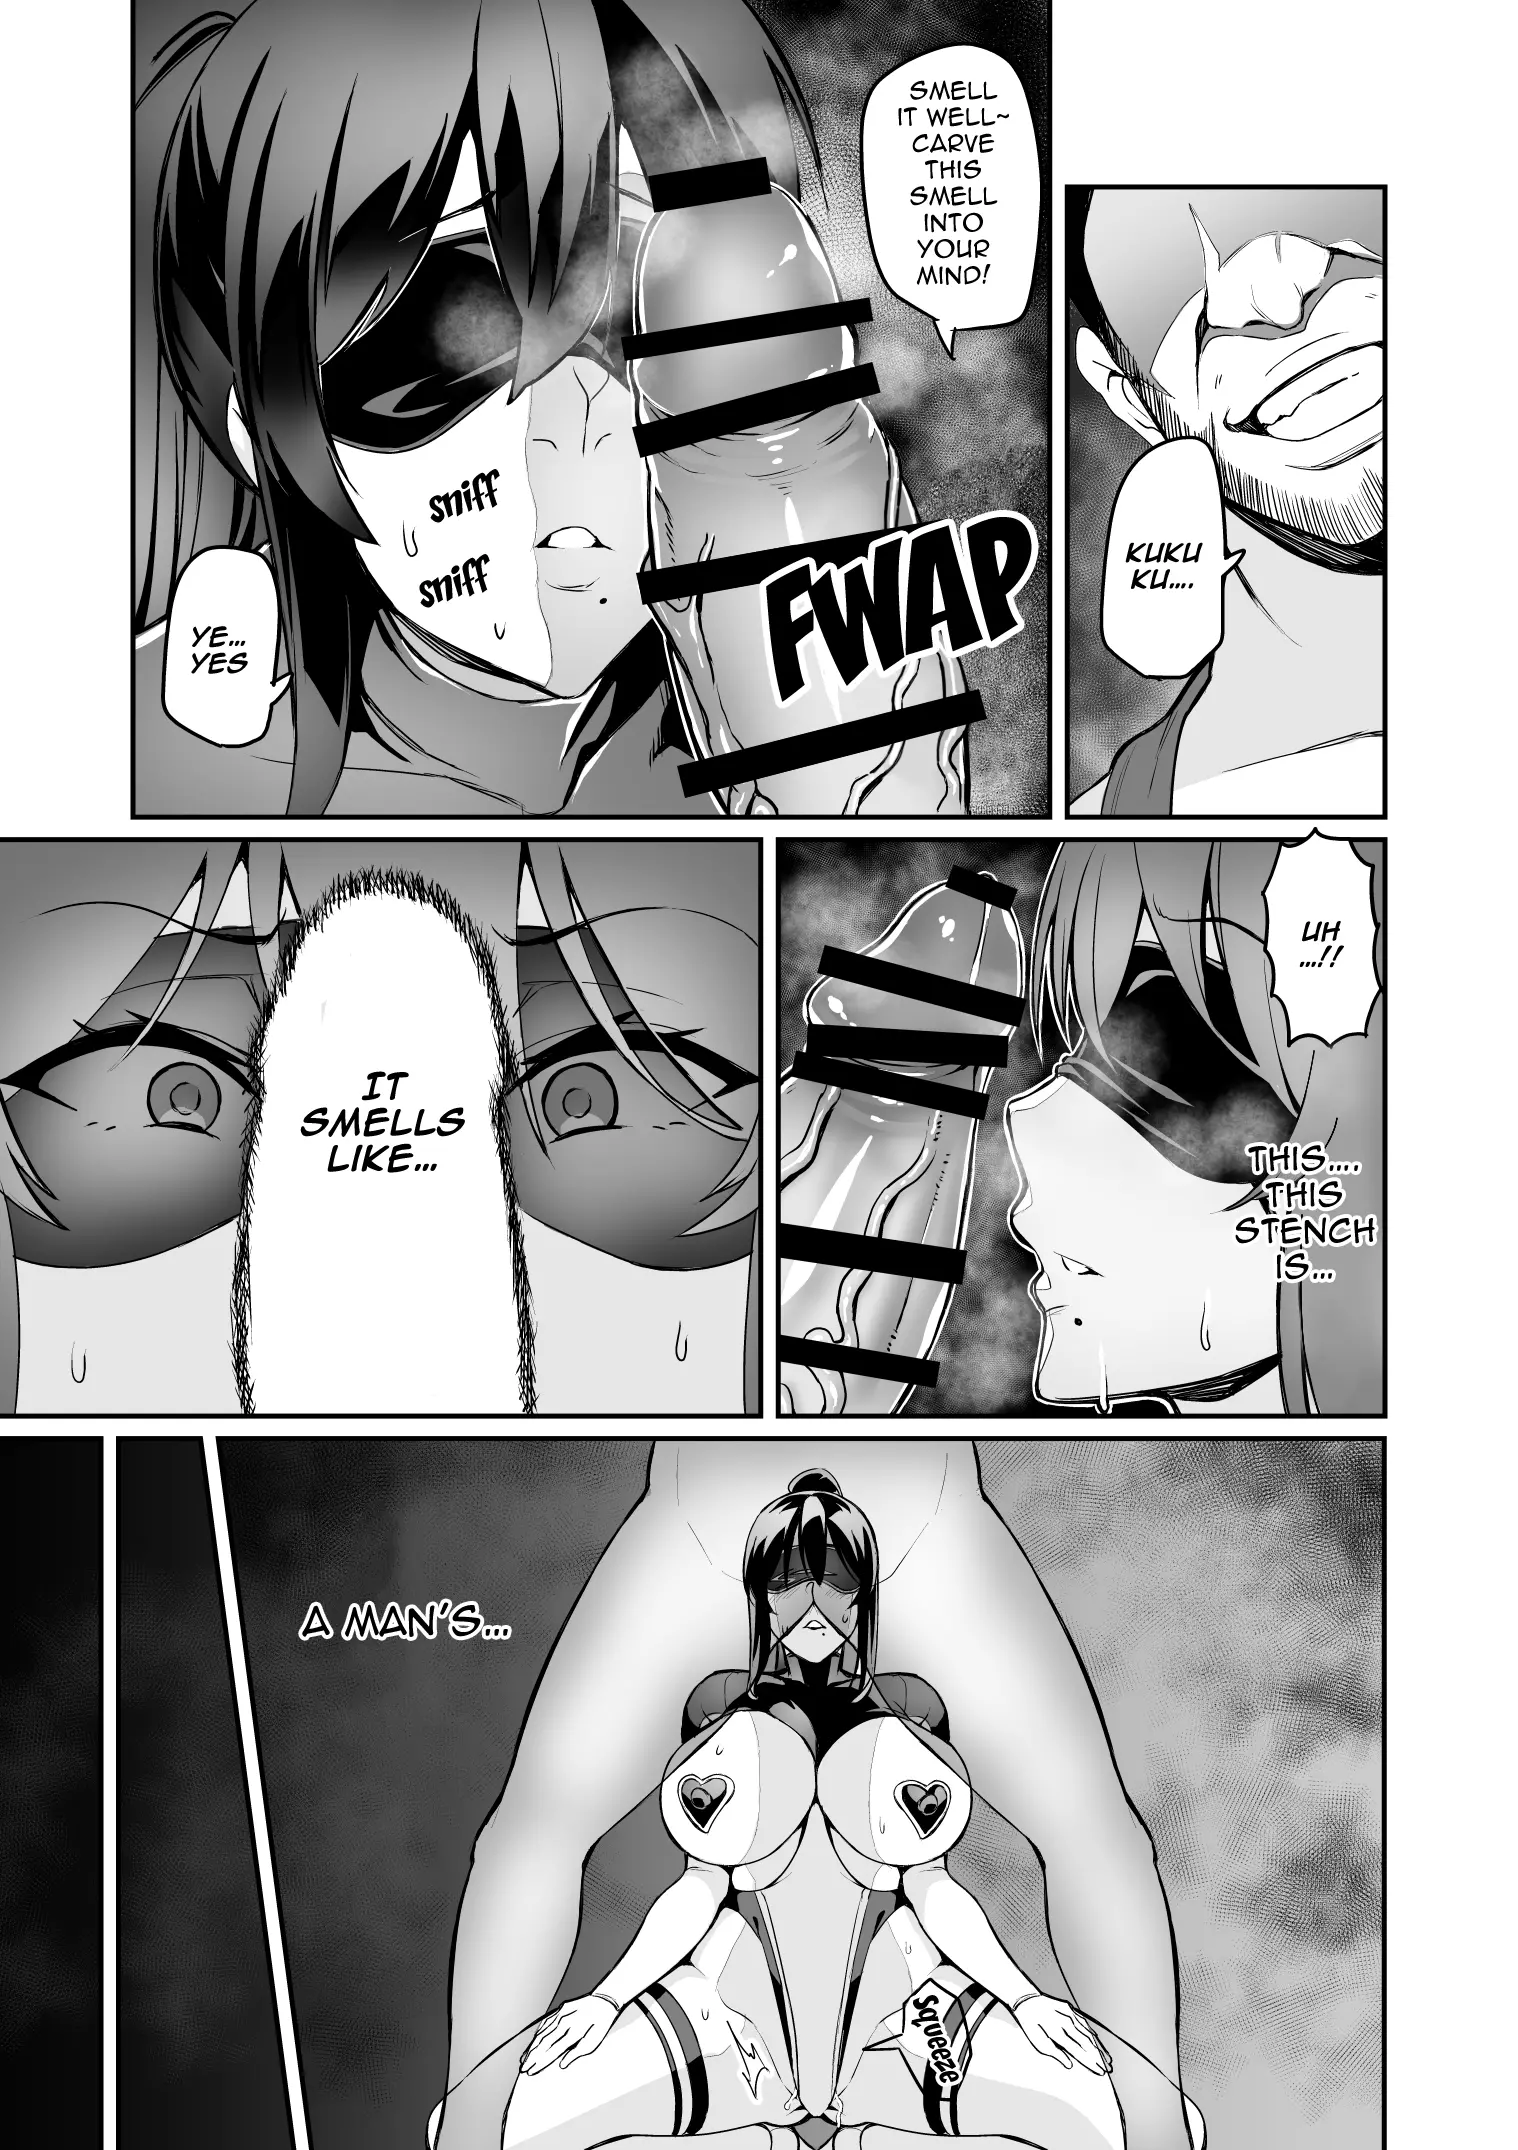 KUKU
KU....
SMELL
IT WELL~
CARVE
THIS
SMELL
INTO
YOUR
MIND!
FWAP
sniff
sniff
YE...
YES
UH
...!!
THIS....
THIS
STENCH
IS...
IT
SMELLS
LIKE...
A MAN'S...
Squeeze